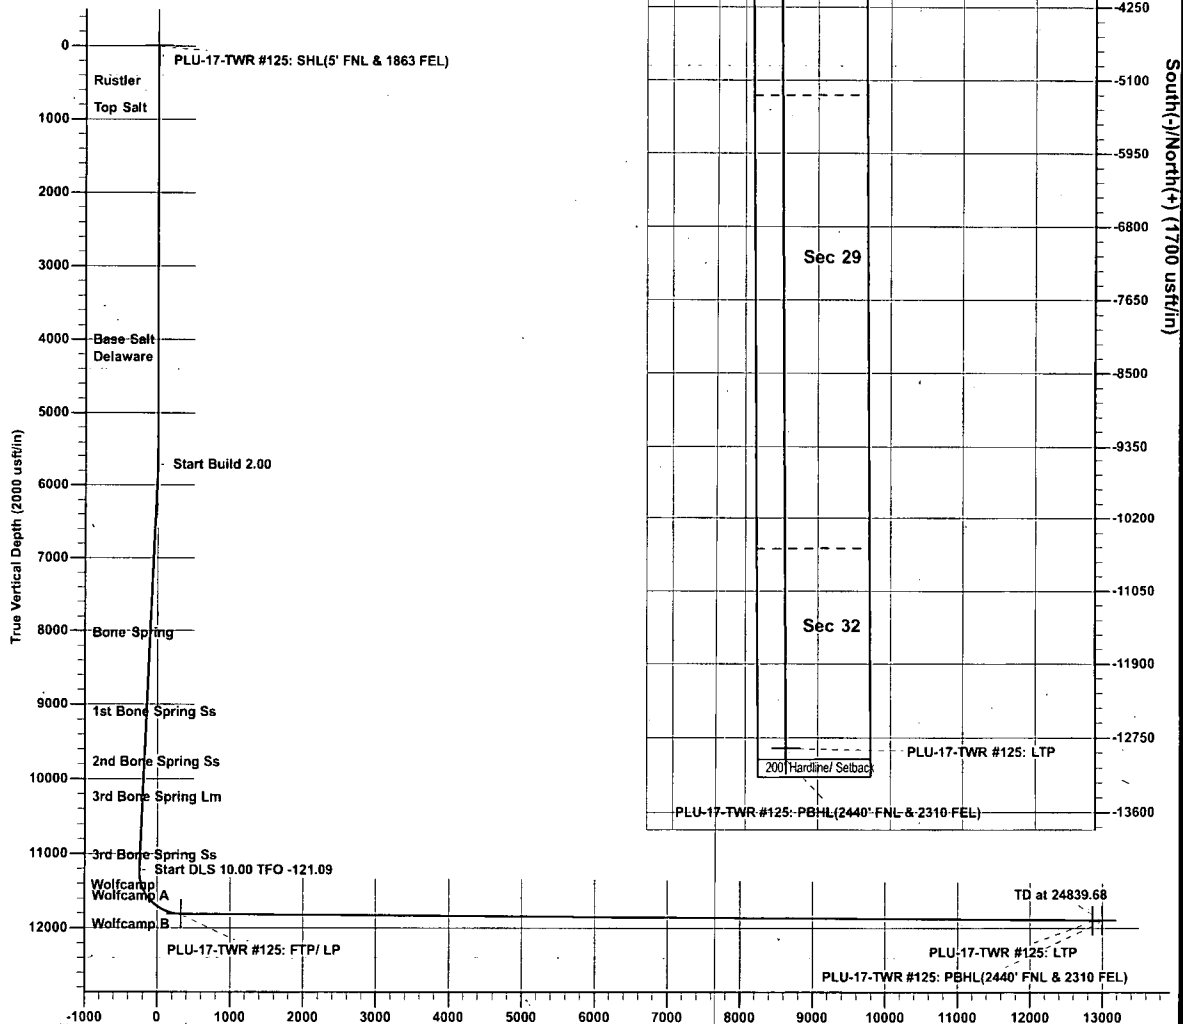 0
PLU-17-TWR #125: SHL(5' FNL & 1863 FEL)
Rustler
Top Salt
1000
2000
3000
4000
Base Salt
Delaware
5000
Start Build 2.00
6000
7000
8000
Bone Spring
9000
1st Bone Spring Ss
2nd Bone Spring Ss
10000
3rd Bone Spring Lm
11000
3rd Bone Spring Ss
Start DLS 10.00 TFO -121.09
Wolfcamp
Wolfcamp A
Wolfcamp B
12000
PLU-17-TWR #125: FTP/ LP
TD at 24839.68
PLU-17-TWR #125: LTP
PLU-17-TWR #125: PBHL(2440' FNL & 2310 FEL)
True Vertical Depth (2000 usft/in)
-1000 0 1000 2000 3000 4000 5000 6000 7000 8000 9000 10000 11000 12000 13000
-4250
-5100
-5950
-6800
Sec 29
-7650
-8500
-9350
-10200
-11050
Sec 32
-11900
-12750
PLU-17-TWR #125: LTP
200' Hardline/ Setback
PLU-17-TWR #125: PBHL(2440' FNL & 2310 FEL)
-13600
South(-)/North(+) (1700 usft/in)